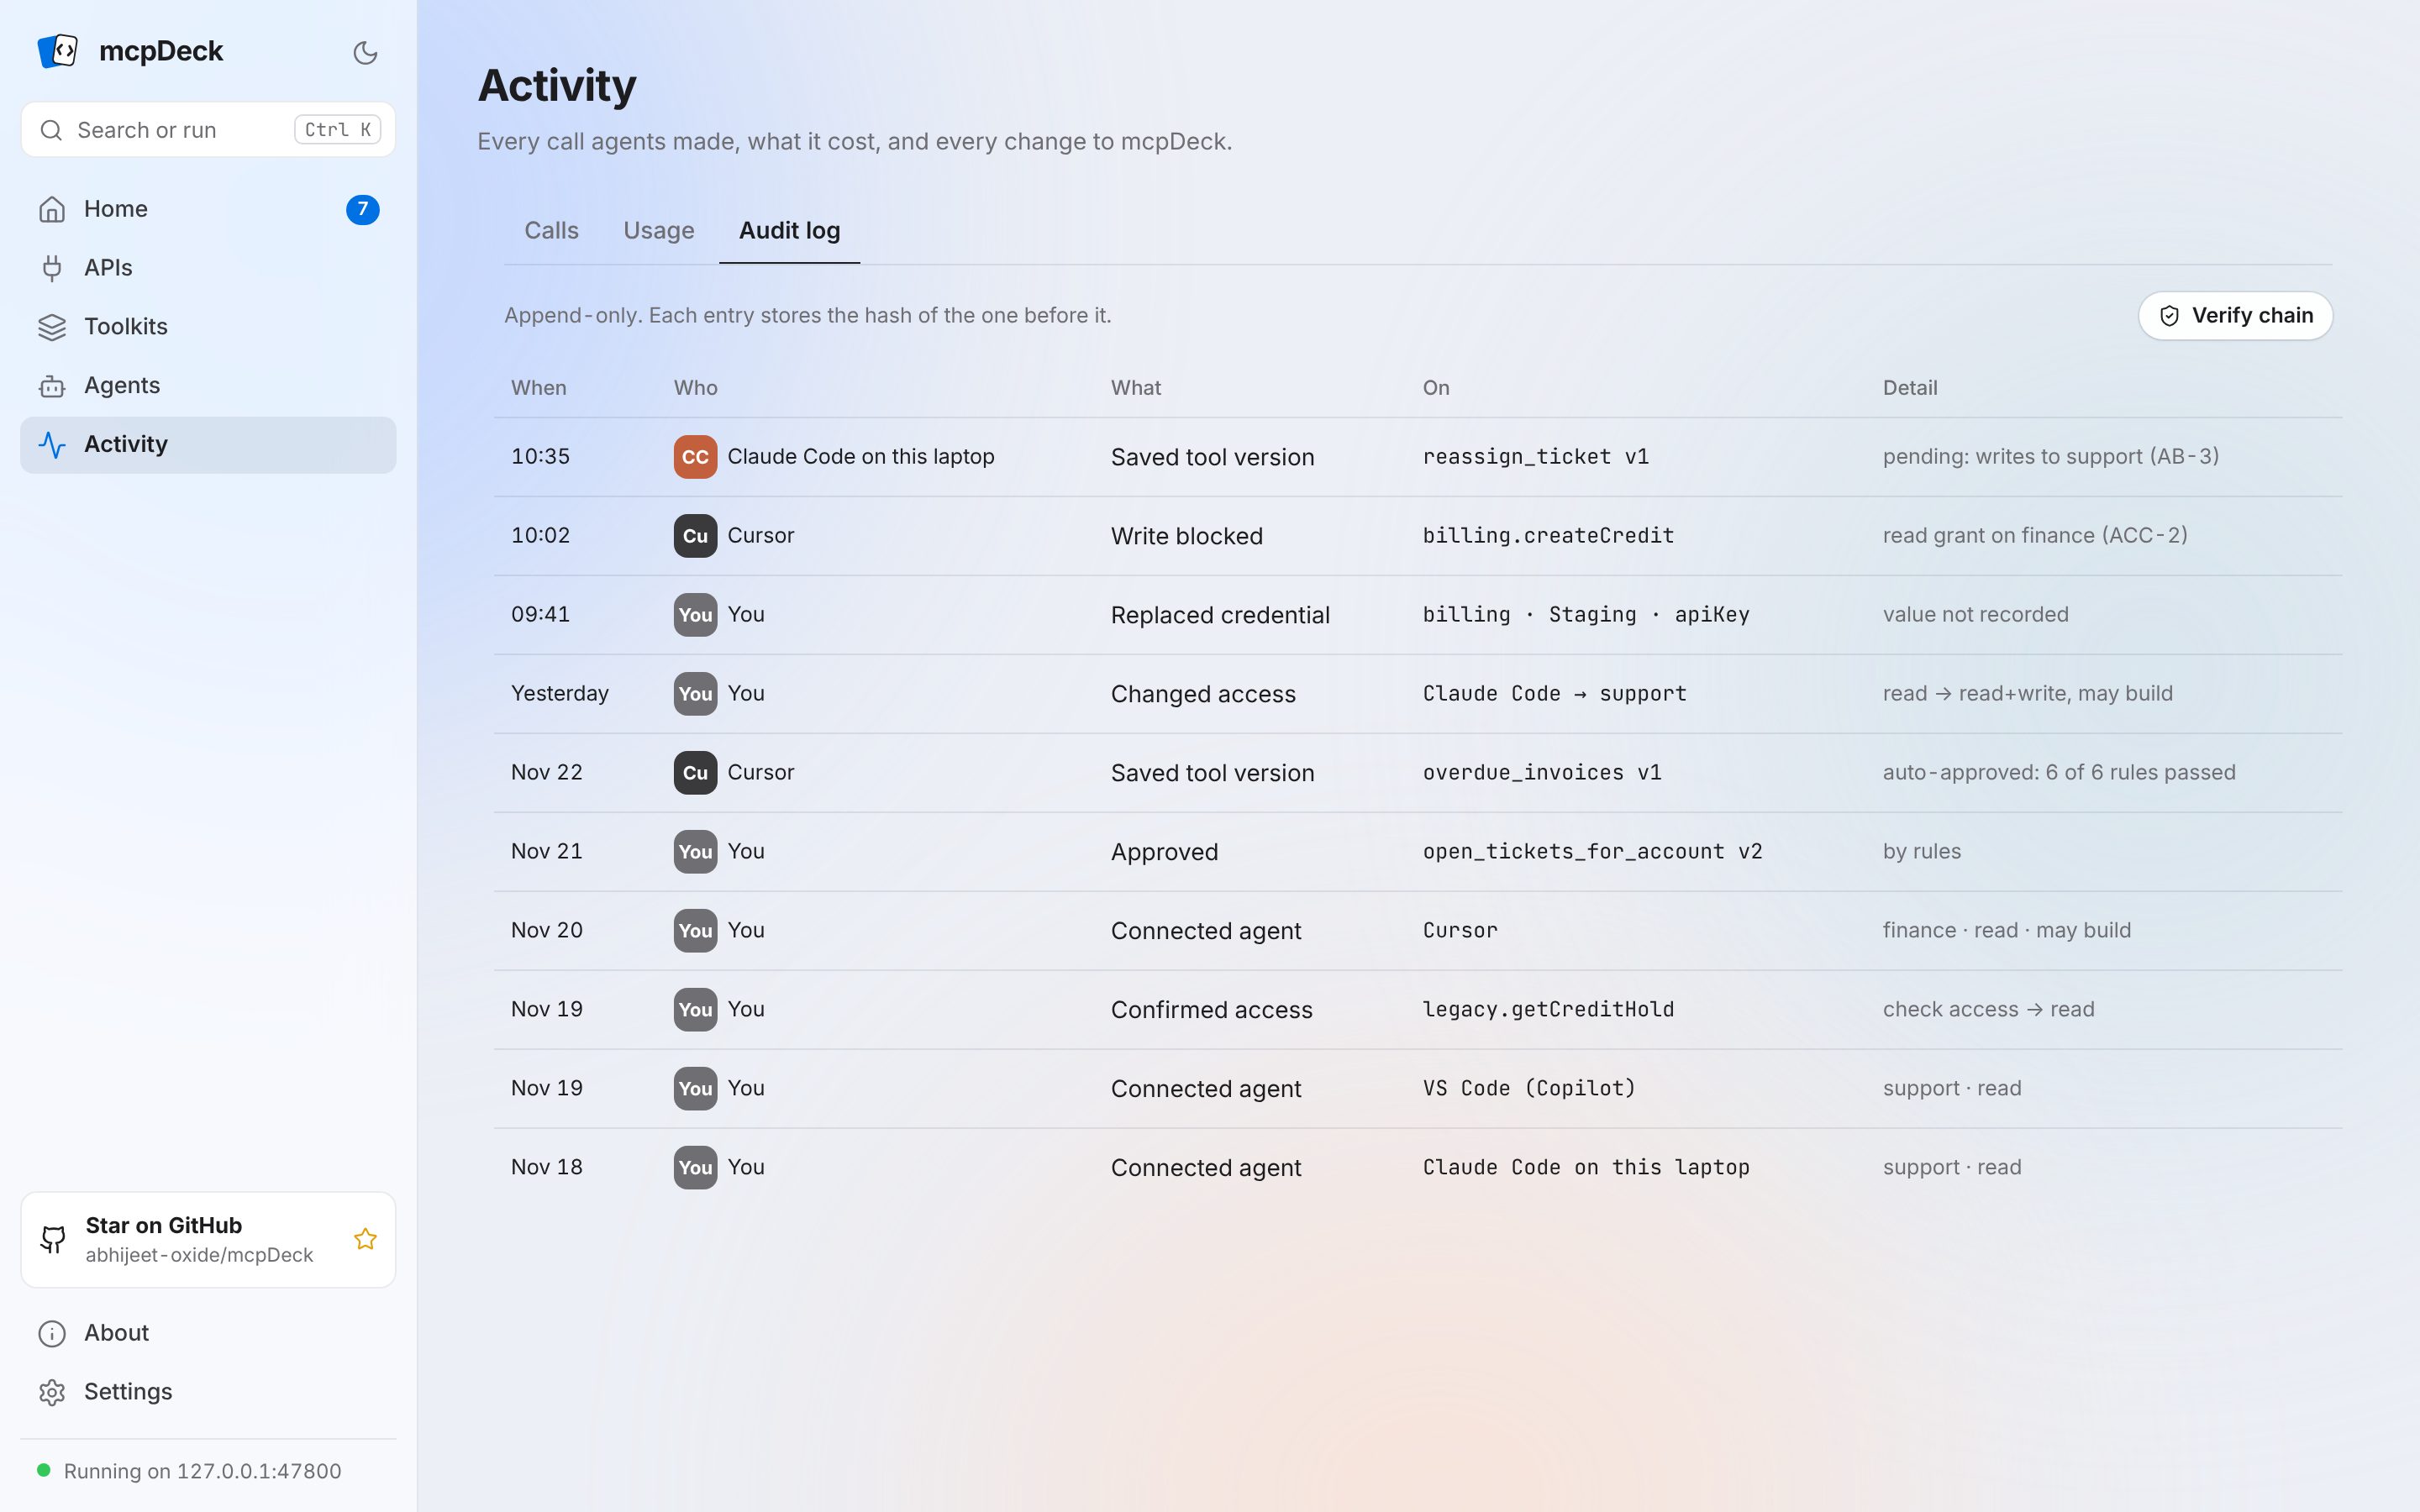 mcpDeck
Search or run Ctrl K
Home 7
APIs
Toolkits
Agents
Activity
Star on GitHub
abhijeet-oxide/mcpDeck
About
Settings
Running on 127.0.0.1:47800
Activity
Every call agents made, what it cost, and every change to mcpDeck.
Calls Usage Audit log
Append-only. Each entry stores the hash of the one before it. Verify chain
When Who What On Detail
10:35 CC Claude Code on this laptop Saved tool version reassign_ticket v1 pending: writes to support (AB-3)
10:02 Cu Cursor Write blocked billing.createCredit read grant on finance (ACC-2)
09:41 You You Replaced credential billing · Staging · apiKey value not recorded
Yesterday You You Changed access Claude Code → support read → read+write, may build
Nov 22 Cu Cursor Saved tool version overdue_invoices v1 auto-approved: 6 of 6 rules passed
Nov 21 You You Approved open_tickets_for_account v2 by rules
Nov 20 You You Connected agent Cursor finance · read · may build
Nov 19 You You Confirmed access legacy.getCreditHold check access → read
Nov 19 You You Connected agent VS Code (Copilot) support · read
Nov 18 You You Connected agent Claude Code on this laptop support · read